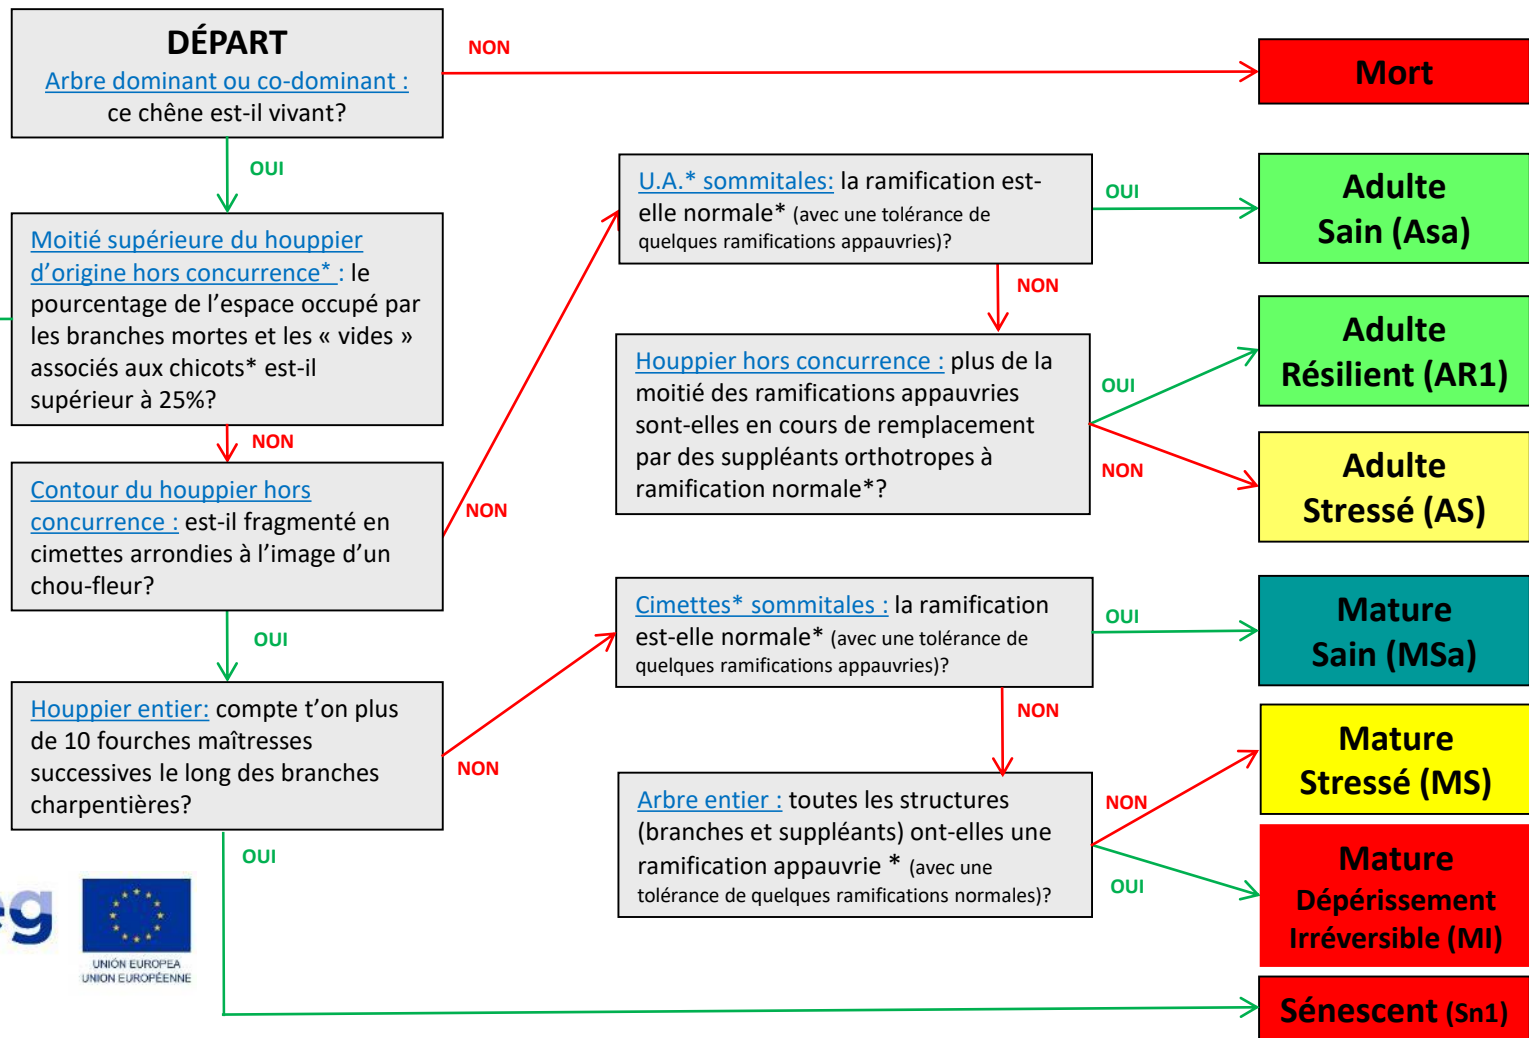 DÉPART
Arbre dominant ou co-dominant :
ce chêne est-il vivant?
NON
Mort
OUI
Moitié supérieure du houppier
d’origine hors concurrence* : le
pourcentage de l’espace occupé par
les branches mortes et les « vides »
associés aux chicots* est-il
supérieur à 25%?
NON
Contour du houppier hors
concurrence : est-il fragmenté en
cimettes arrondies à l’image d’un
chou-fleur?
NON
OUI
Houppier entier: compte t’on plus
de 10 fourches maîtresses
successives le long des branches
charpentières?
NON
OUI
U.A.* sommitales: la ramification est-
elle normale* (avec une tolérance de
quelques ramifications appauvries)?
OUI
Adulte
Sain (Asa)
NON
Houppier hors concurrence : plus de la
moitié des ramifications appauvries
sont-elles en cours de remplacement
par des suppléants orthotropes à
ramification normale*?
OUI
Adulte
Résilient (AR1)
NON
Adulte
Stressé (AS)
Cimettes* sommitales : la ramification
est-elle normale* (avec une tolérance de
quelques ramifications appauvries)?
OUI
Mature
Sain (MSa)
NON
Arbre entier : toutes les structures
(branches et suppléants) ont-elles une
ramification appauvrie * (avec une
tolérance de quelques ramifications normales)?
NON
Mature
Stressé (MS)
OUI
Mature
Dépérissement
Irréversible (MI)
Sénescent (Sn1)
eg
UNIÓN EUROPEA
UNION EUROPÉENNE